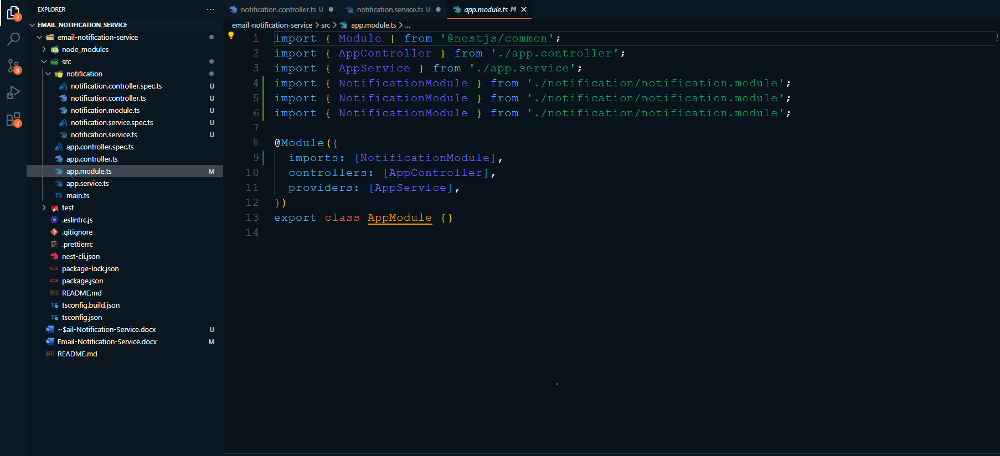 EXPLORER
EMAIL_NOTIFICATION_SERVICE
email-notification-service
node_modules
src
notification
notification.controller.spec.ts U
notification.controller.ts U
notification.module.ts U
notification.service.spec.ts U
notification.service.ts U
app.controller.spec.ts
app.controller.ts
app.module.ts M
app.service.ts
TS main.ts
test
.eslintrc.js
.gitignore
.prettierrc
nest-cli.json
package-lock.json
package.json
README.md
TS tsconfig.build.json
TS tsconfig.json
~$ail-Notification-Service.docx U
Email-Notification-Service.docx M
README.md
2
8
2
notification.controller.ts U
notification.service.ts U
app.module.ts M
email-notification-service > src > app.module.ts > ...
1 import { Module } from '@nestjs/common';
2 import { AppController } from './app.controller';
3 import { AppService } from './app.service';
4 import { NotificationModule } from './notification/notification.module';
5 import { NotificationModule } from './notification/notification.module';
6 import { NotificationModule } from './notification/notification.module';
7
8 @Module({
9 imports: [NotificationModule],
10 controllers: [AppController],
11 providers: [AppService],
12 })
13 export class AppModule {}
14